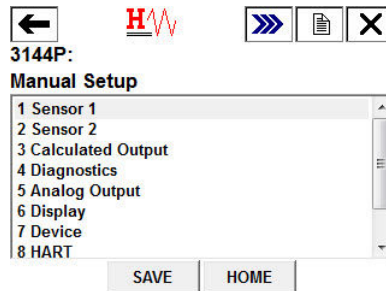 H
3144P:
Manual Setup
1 Sensor 1
2 Sensor 2
3 Calculated Output
4 Diagnostics
5 Analog Output
6 Display
7 Device
8 HART
SAVE HOME